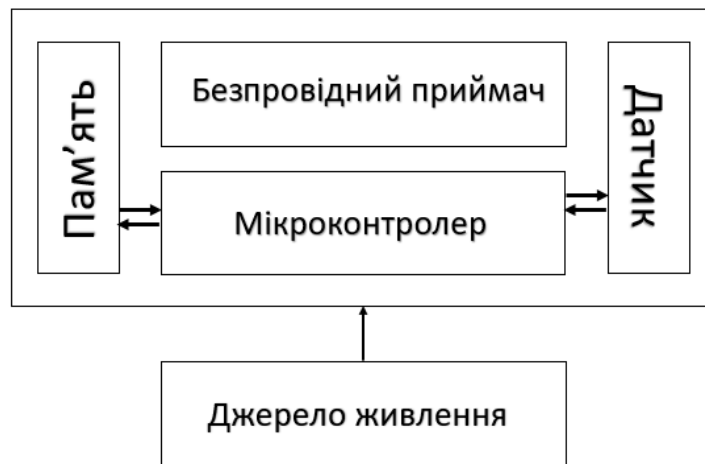 Пам’ять
Безпровідний приймач
Датчик
Мікроконтролер
Джерело живлення